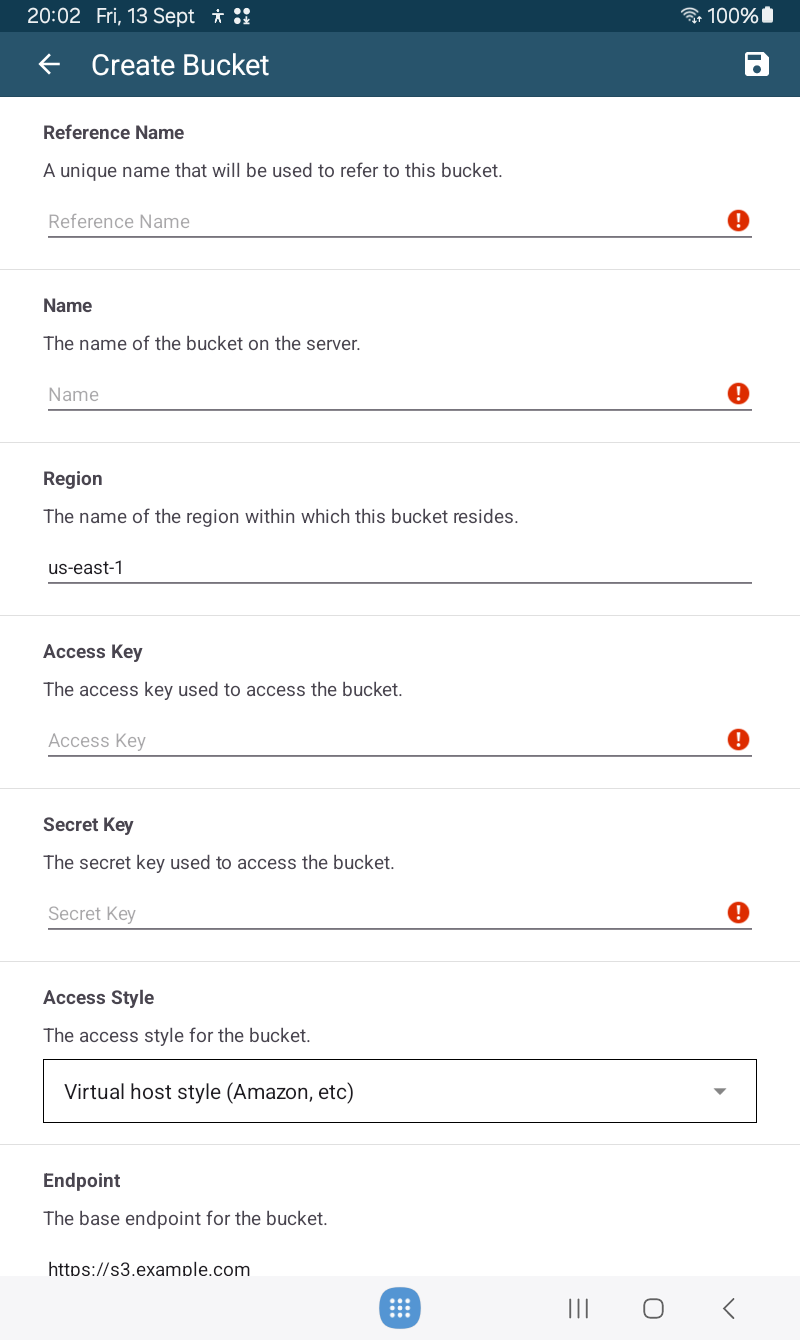 20:02 Fri, 13 Sept 100%
Create Bucket
Reference Name
A unique name that will be used to refer to this bucket.
Reference Name
Name
The name of the bucket on the server.
Name
Region
The name of the region within which this bucket resides.
us-east-1
Access Key
The access key used to access the bucket.
Access Key
Secret Key
The secret key used to access the bucket.
Secret Key
Access Style
The access style for the bucket.
Virtual host style (Amazon, etc)
Endpoint
The base endpoint for the bucket.
https://s3.example.com